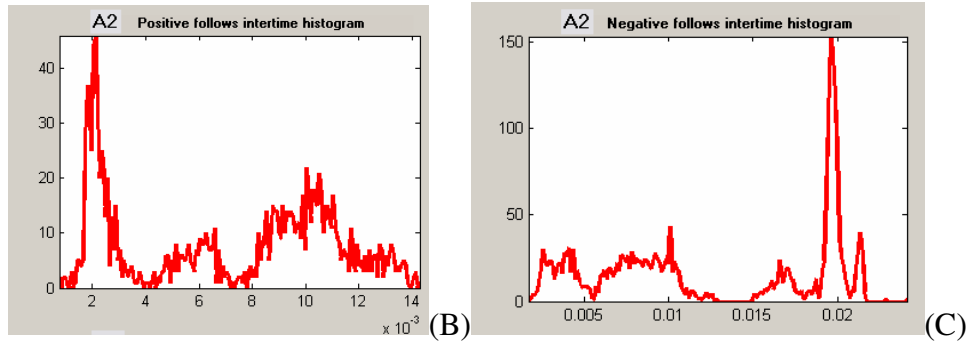 A2 Positive follows intertime histogram
40
30
20
10
0
2 4 6 8 10 12 14
x 10⁻³
(B)
A2 Negative follows intertime histogram
150
100
50
0
0.005 0.01 0.015 0.02
(C)